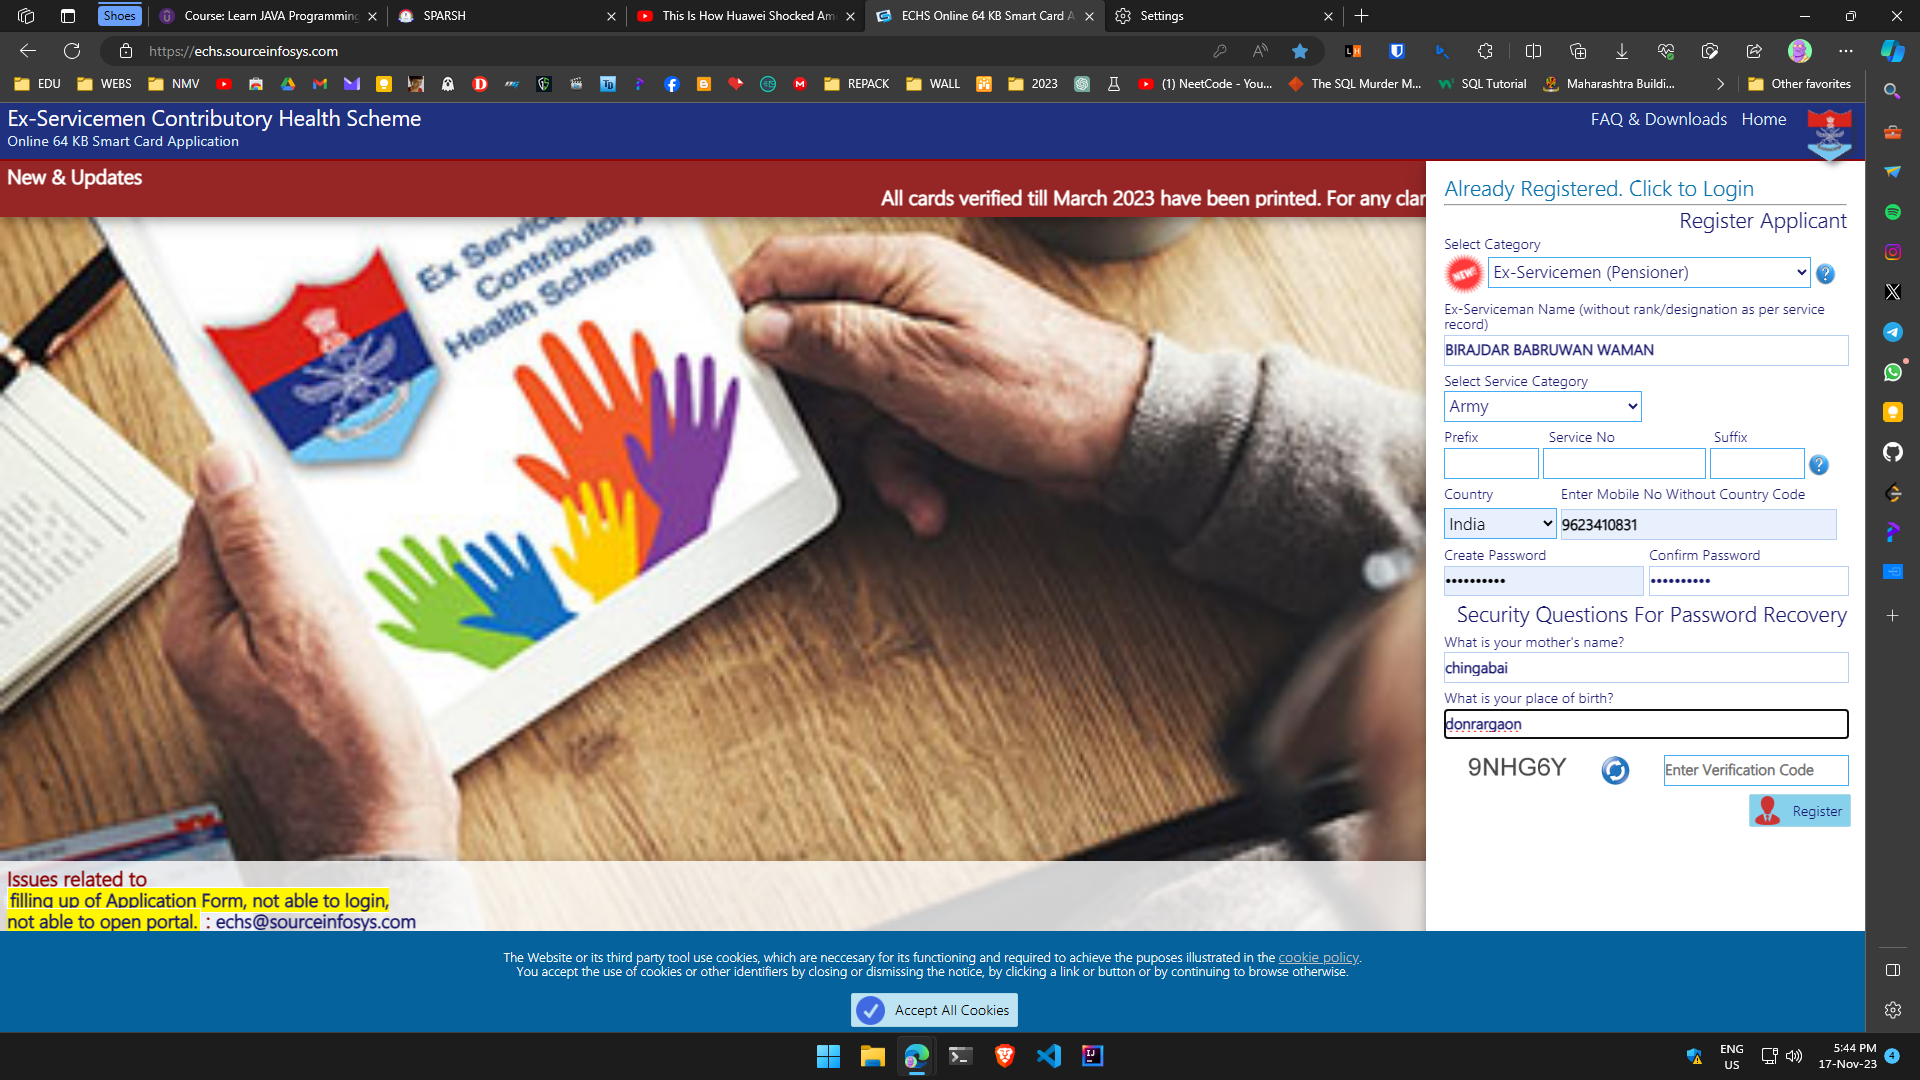 Shoes
Course: Learn JAVA Programming
SPARSH
This Is How Huawei Shocked Am
ECHS Online 64 KB Smart Card A
Settings
https://echs.sourceinfosys.com
EDU
WEBS
NMV
REPACK
WALL
2023
(1) NeetCode - You...
The SQL Murder M...
SQL Tutorial
Maharashtra Buildi...
Other favorites
Ex-Servicemen Contributory Health Scheme
Online 64 KB Smart Card Application
FAQ & Downloads
Home
New & Updates
All cards verified till March 2023 have been printed. For any clar
Ex Service
Contributory
Health Scheme
Already Registered. Click to Login
Register Applicant
Select Category
NEW!
Ex-Servicemen (Pensioner)
?
Ex-Serviceman Name (without rank/designation as per service
record)
BIRAJDAR BABRUWAN WAMAN
Select Service Category
Army
Prefix
Service No
Suffix
?
Country
Enter Mobile No Without Country Code
India
9623410831
Create Password
Confirm Password
Security Questions For Password Recovery
What is your mother's name?
chingabai
What is your place of birth?
donrargaon
9NHG6Y
Enter Verification Code
Register
Issues related to
filling up of Application Form, not able to login,
not able to open portal. : echs@sourceinfosys.com
The Website or its third party tool use cookies, which are neccesary for its functioning and required to achieve the puposes illustrated in the cookie policy.
You accept the use of cookies or other identifiers by closing or dismissing the notice, by clicking a link or button or by continuing to browse otherwise.
Accept All Cookies
ENG
US
5:44 PM
17-Nov-23
4